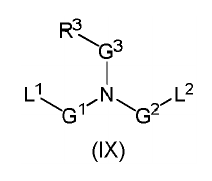 R³
G³
L¹ N L²
G¹ G²
(IX)